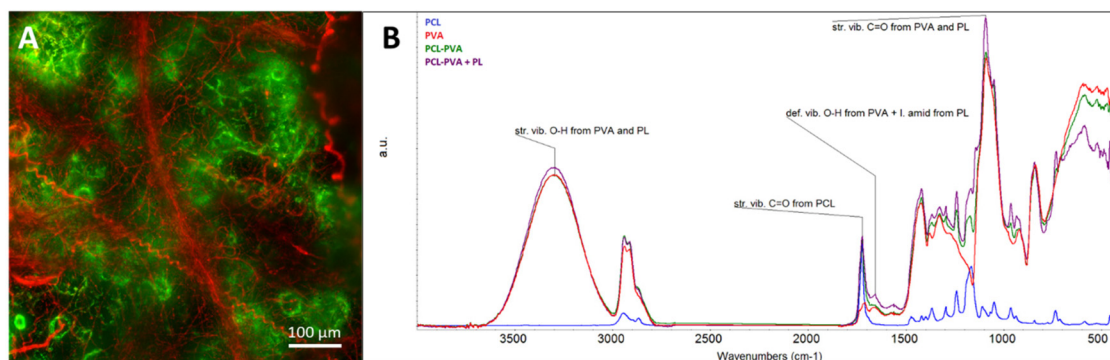 A
100 µm
B
PCL
PVA
PCL-PVA
PCL-PVA + PL
str. vib. C=O from PVA and PL
def. vib. O-H from PVA + I. amid from PL
str. vib. O-H from PVA and PL
str. vib. C=O from PCL
a.u.
3500 3000 2500 2000 1500 1000 500
Wavenumbers (cm-1)